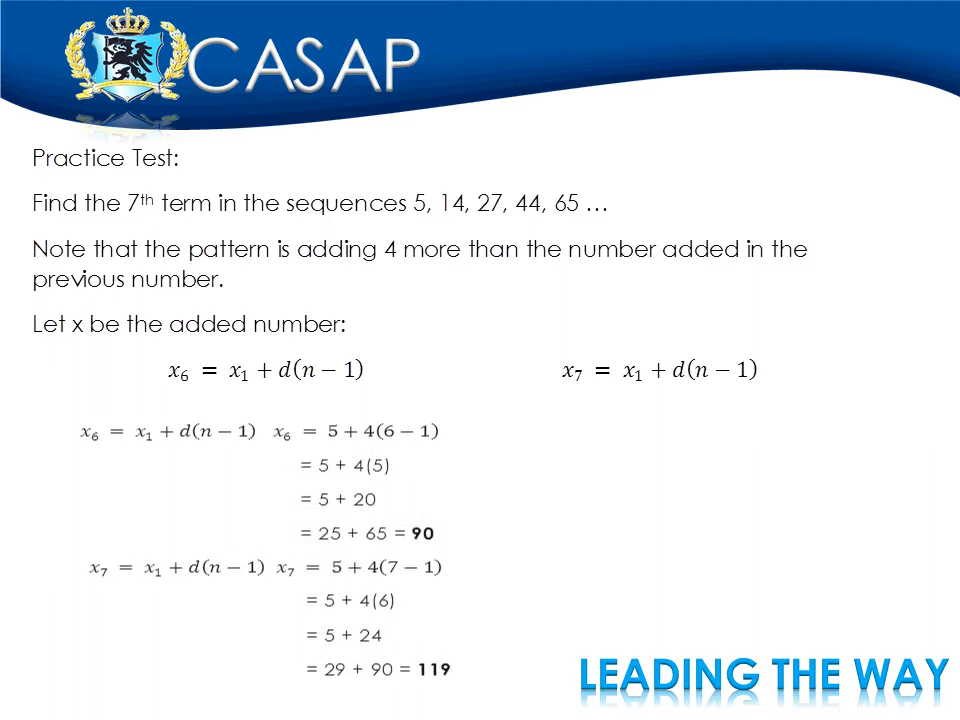 CASAP
Practice Test:
Find the 7th term in the sequences 5, 14, 27, 44, 65 …
Note that the pattern is adding 4 more than the number added in the
previous number.
Let x be the added number:
x₆ = x₁ + d(n − 1) x₇ = x₁ + d(n − 1)
x₆ = x₁ + d(n − 1) x₆ = 5 + 4(6 − 1)
= 5 + 4(5)
= 5 + 20
= 25 + 65 = 90
x₇ = x₁ + d(n − 1) x₇ = 5 + 4(7 − 1)
= 5 + 4(6)
= 5 + 24
= 29 + 90 = 119
LEADING THE WAY